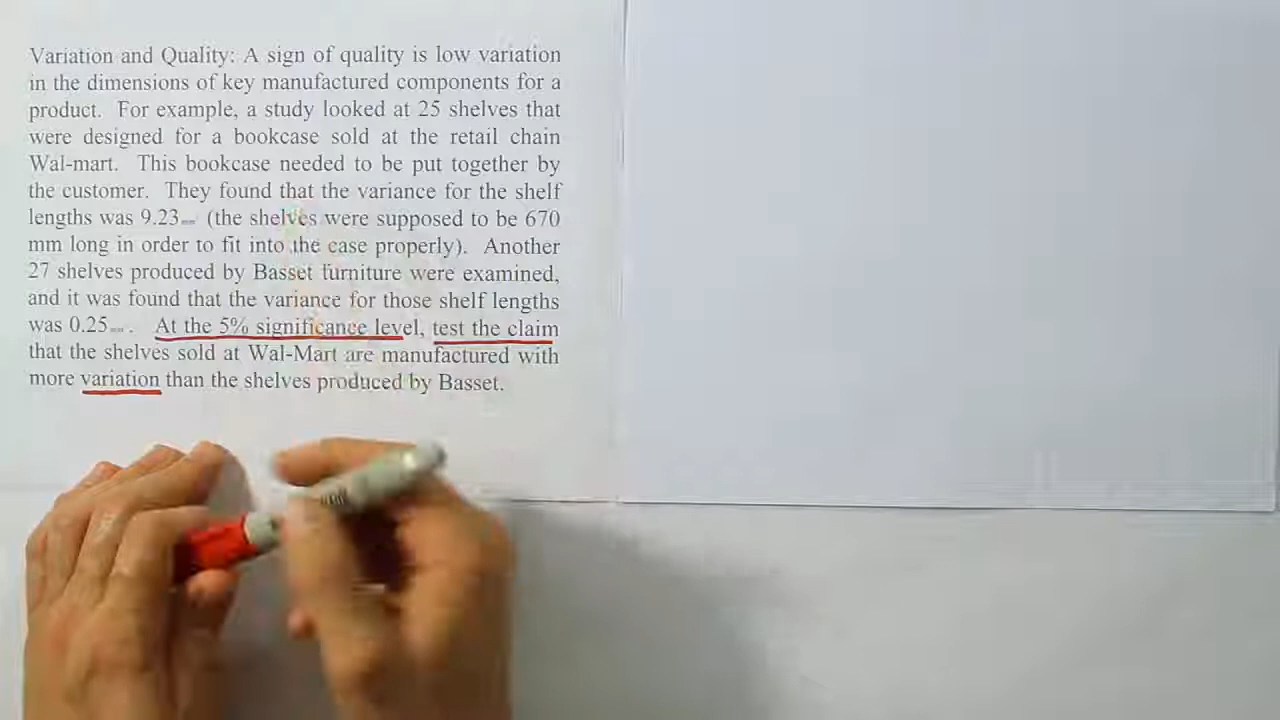 Variation and Quality: A sign of quality is low variation
in the dimensions of key manufactured components for a
product. For example, a study looked at 25 shelves that
were designed for a bookcase sold at the retail chain
Wal-mart. This bookcase needed to be put together by
the customer. They found that the variance for the shelf
lengths was 9.23 (the shelves were supposed to be 670
mm long in order to fit into the case properly). Another
27 shelves produced by Basset furniture were examined,
and it was found that the variance for those shelf lengths
was 0.25 . At the 5% significance level, test the claim
that the shelves sold at Wal-Mart are manufactured with
more variation than the shelves produced by Basset.